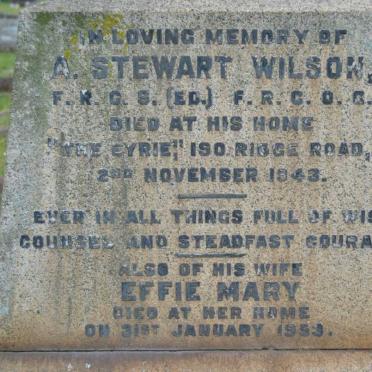 IN LOVING MEMORY OF
A. STEWART WILSON,
F. R. C. S. (ED.) F. R. C. O. G.
DIED AT HIS HOME
"THE EYRIE", 190, RIDGE ROAD,
2ND NOVEMBER 1943.
EVER IN ALL THINGS FULL OF WIS
COUNSEL AND STEADFAST COURA
ALSO OF HIS WIFE
EFFIE MARY
DIED AT HER HOME
ON 31ST JANUARY 1953.